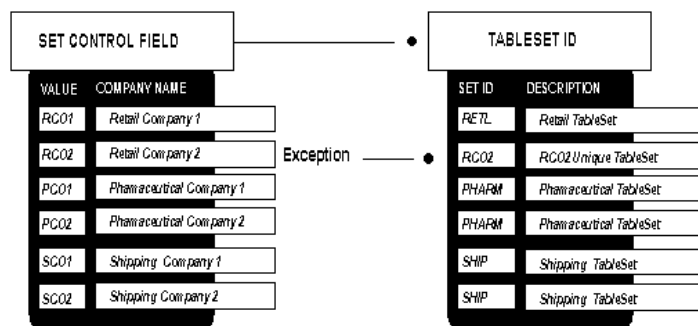 SET CONTROL FIELD
TABLESET ID
VALUE COMPANY NAME
RCO1 Retail Company 1
RCO2 Retail Company 2
PCO1 Phamaceutical Company 1
PCO2 Phamaceutical Company 2
SCO1 Shipping Company 1
SCO2 Shipping Company 2
Exception
SET ID DESCRIPTION
RETL Retail TableSet
RCO2 RCO2 Unique TableSet
PHARM Phamaceutical TableSet
PHARM Phamaceutical TableSet
SHIP Shipping TableSet
SHIP Shipping TableSet